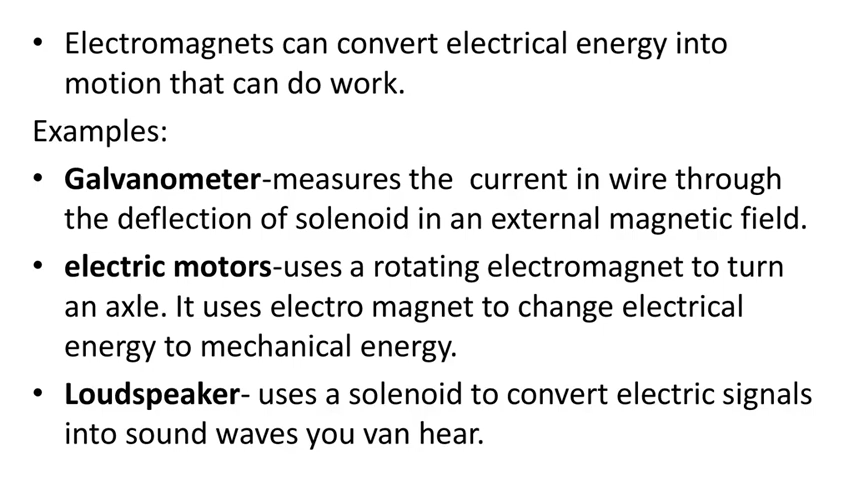 • Electromagnets can convert electrical energy into
motion that can do work.
Examples:
• Galvanometer-measures the  current in wire through
the deflection of solenoid in an external magnetic field.
• electric motors-uses a rotating electromagnet to turn
an axle. It uses electro magnet to change electrical
energy to mechanical energy.
• Loudspeaker- uses a solenoid to convert electric signals
into sound waves you van hear.